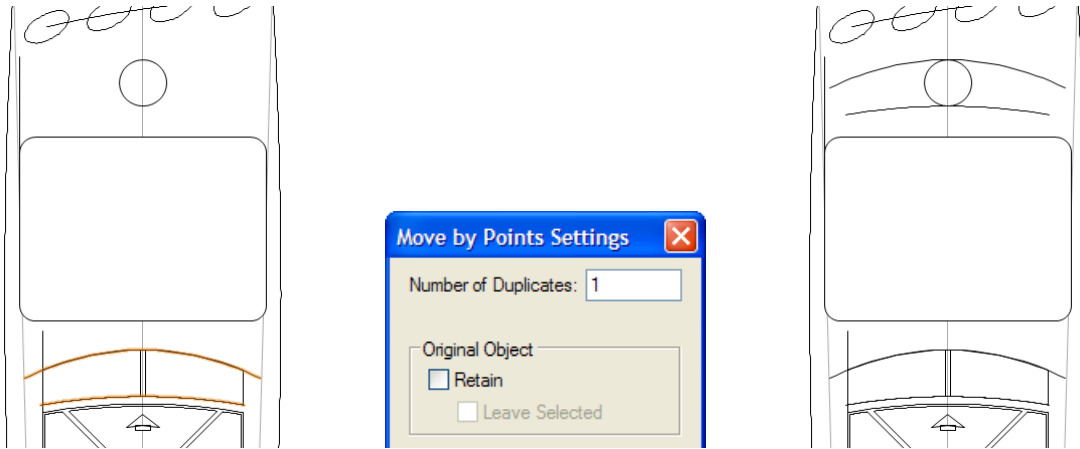 Move by Points Settings
Number of Duplicates: 1
Original Object
Retain
Leave Selected